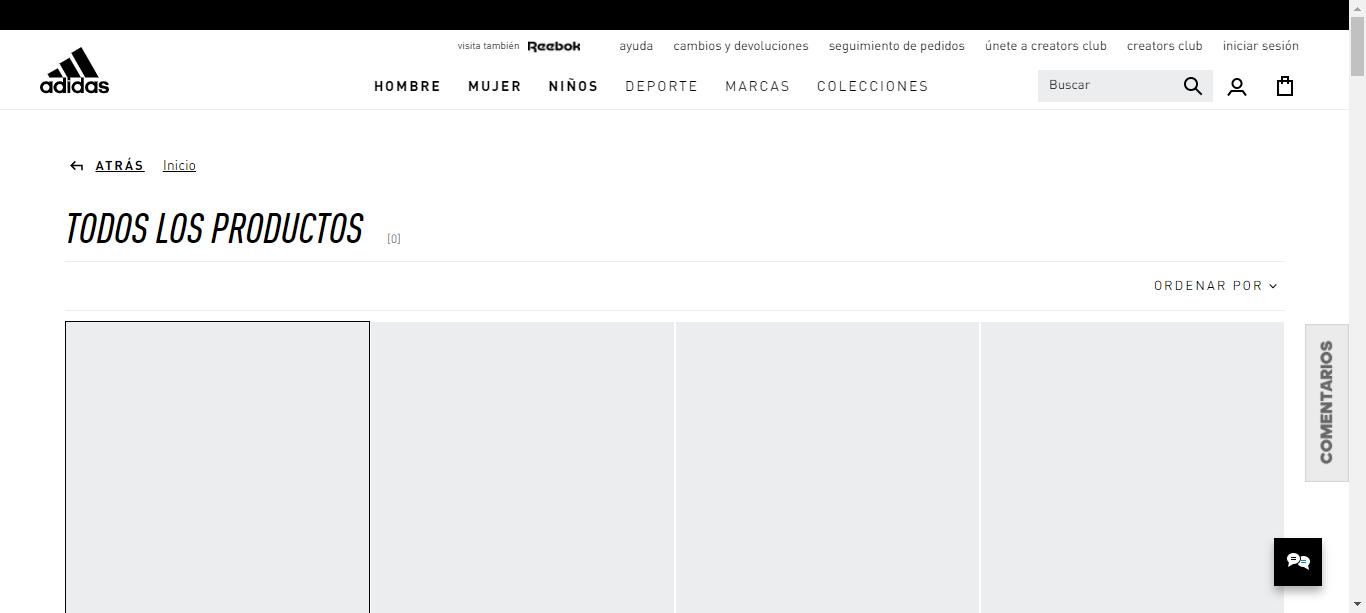 visita también Reebok ayuda cambios y devoluciones seguimiento de pedidos únete a creators club creators club iniciar sesión
adidas
HOMBRE MUJER NIÑOS DEPORTE MARCAS COLECCIONES Buscar
ATRÁS Inicio
TODOS LOS PRODUCTOS [0]
ORDENAR POR
COMENTARIOS